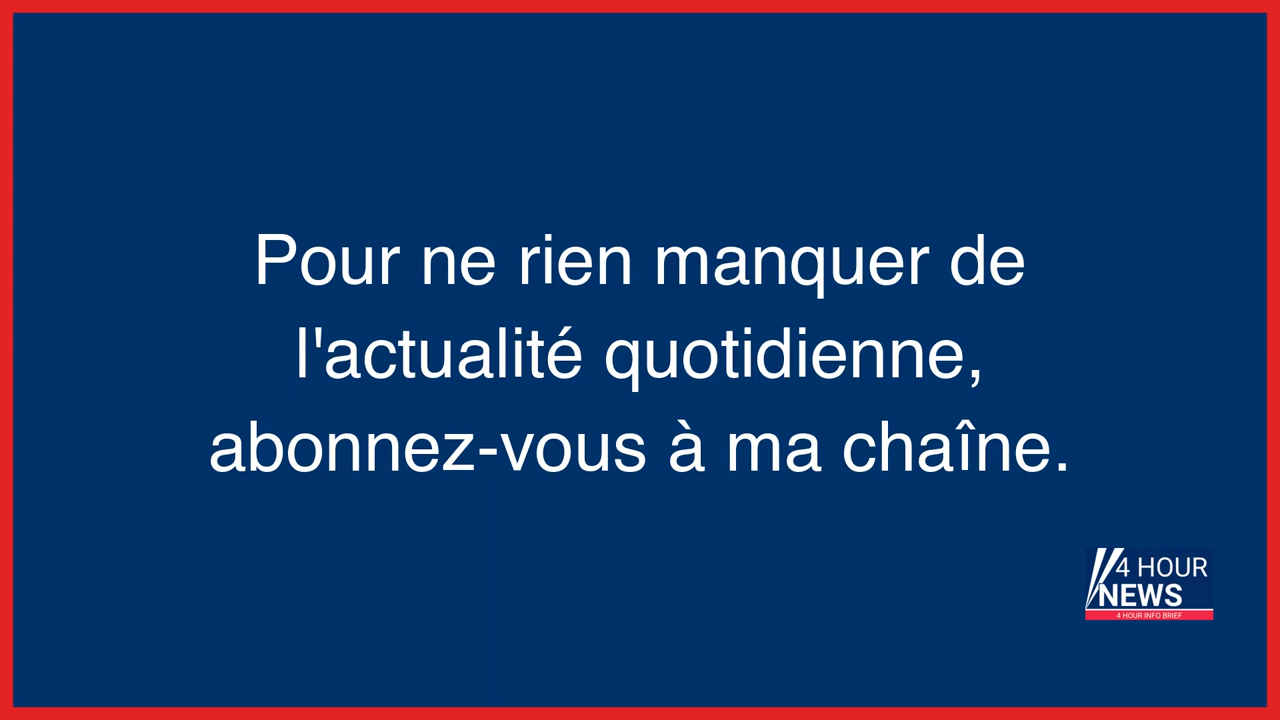 Pour ne rien manquer de
l'actualité quotidienne,
abonnez-vous à ma chaîne.
4 HOUR
NEWS
4 HOUR INFO BRIEF